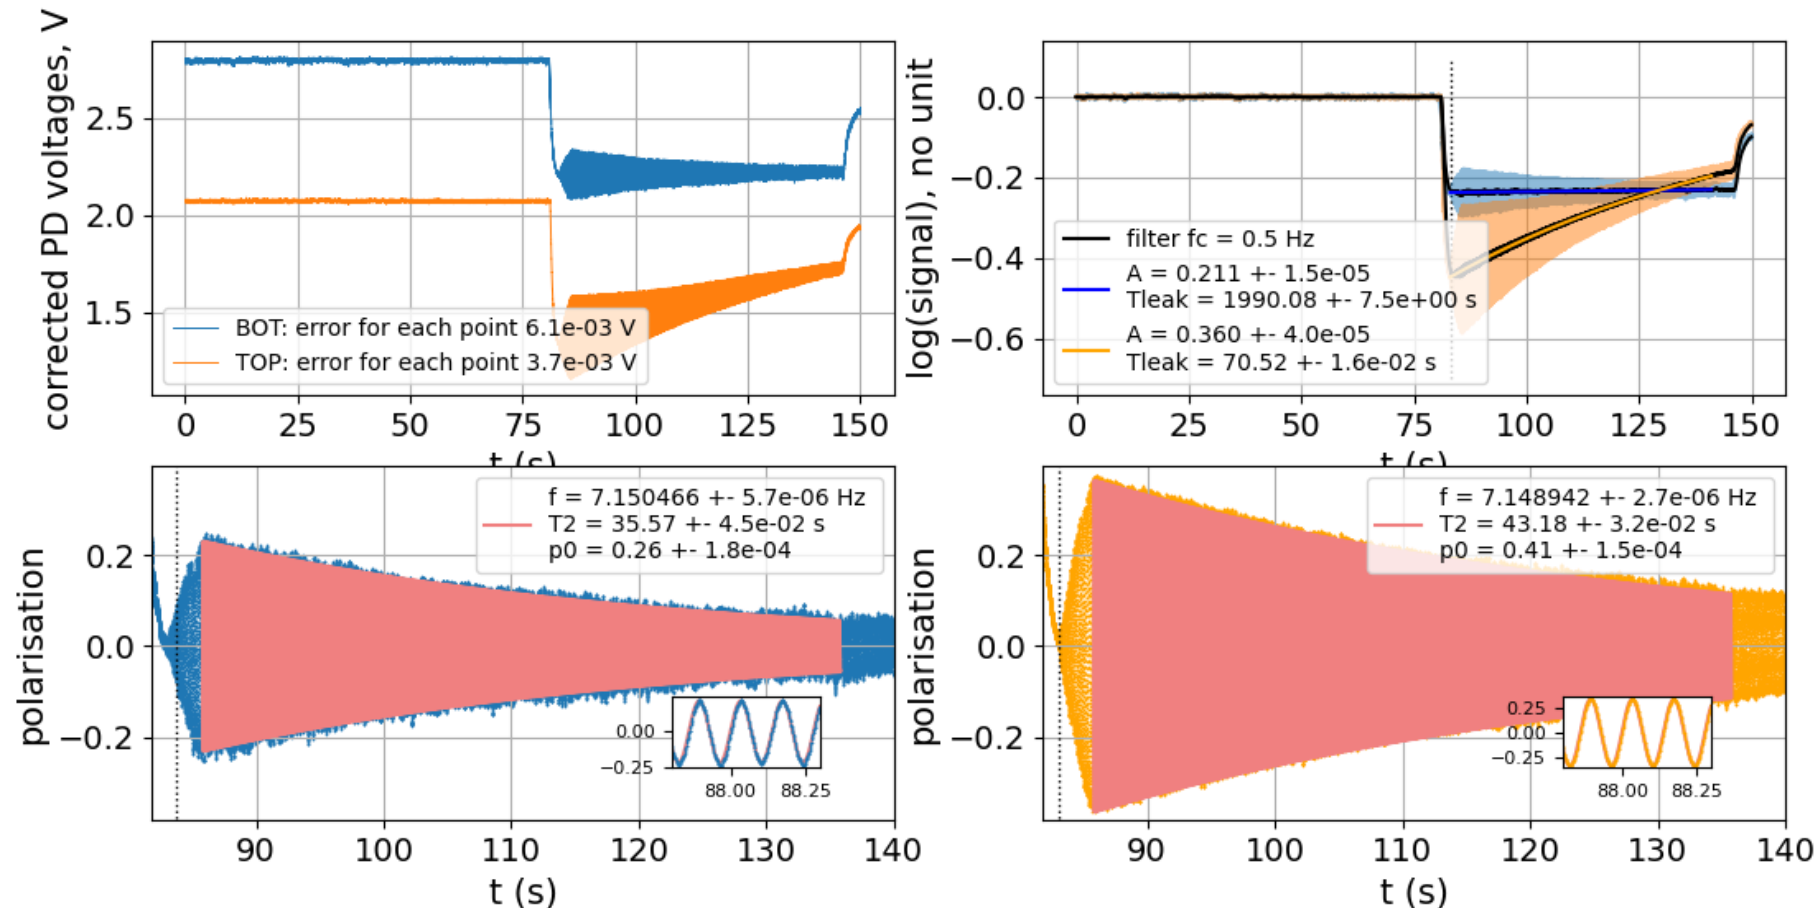 corrected PD voltages, V
2.5
2.0
1.5
BOT: error for each point 6.1e-03 V
TOP: error for each point 3.7e-03 V
0 25 50 75 100 125 150
t (s)
log(signal), no unit
0.0
−0.2
−0.4
−0.6
filter fc = 0.5 Hz
A = 0.211 +- 1.5e-05
Tleak = 1990.08 +- 7.5e+00 s
A = 0.360 +- 4.0e-05
Tleak = 70.52 +- 1.6e-02 s
0 25 50 75 100 125 150
t (s)
polarisation
0.2
0.0
−0.2
f = 7.150466 +- 5.7e-06 Hz
T2 = 35.57 +- 4.5e-02 s
p0 = 0.26 +- 1.8e-04
0.00
−0.25
88.00 88.25
90 100 110 120 130 140
t (s)
polarisation
0.2
0.0
−0.2
f = 7.148942 +- 2.7e-06 Hz
T2 = 43.18 +- 3.2e-02 s
p0 = 0.41 +- 1.5e-04
0.25
0.00
−0.25
88.00 88.25
90 100 110 120 130 140
t (s)